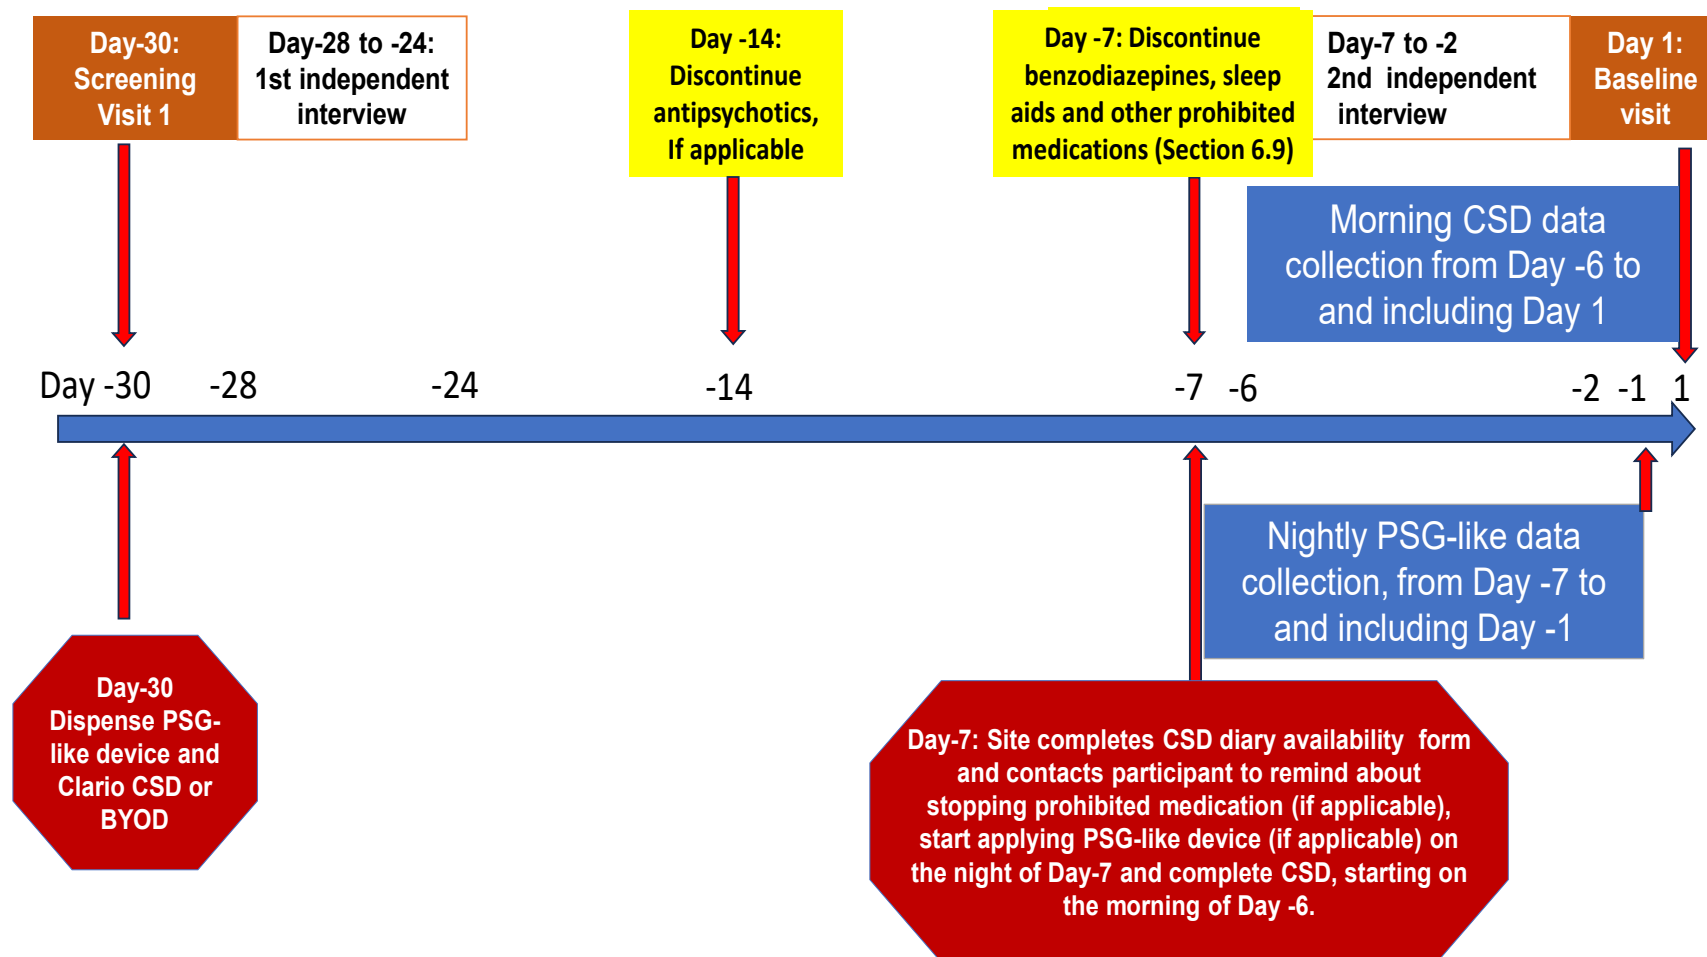 Day-30:
Screening
Visit 1
Day-28 to -24:
1st independent
interview
Day -14:
Discontinue
antipsychotics,
If applicable
Day -7: Discontinue
benzodiazepines, sleep
aids and other prohibited
medications (Section 6.9)
Day-7 to -2
2nd independent
interview
Day 1:
Baseline
visit
Morning CSD data
collection from Day -6 to
and including Day 1
Day -30 -28 -24 -14 -7 -6 -2 -1 1
Nightly PSG-like data
collection, from Day -7 to
and including Day -1
Day-30
Dispense PSG-
like device and
Clario CSD or
BYOD
Day-7: Site completes CSD diary availability form
and contacts participant to remind about
stopping prohibited medication (if applicable),
start applying PSG-like device (if applicable) on
the night of Day-7 and complete CSD, starting on
the morning of Day -6.